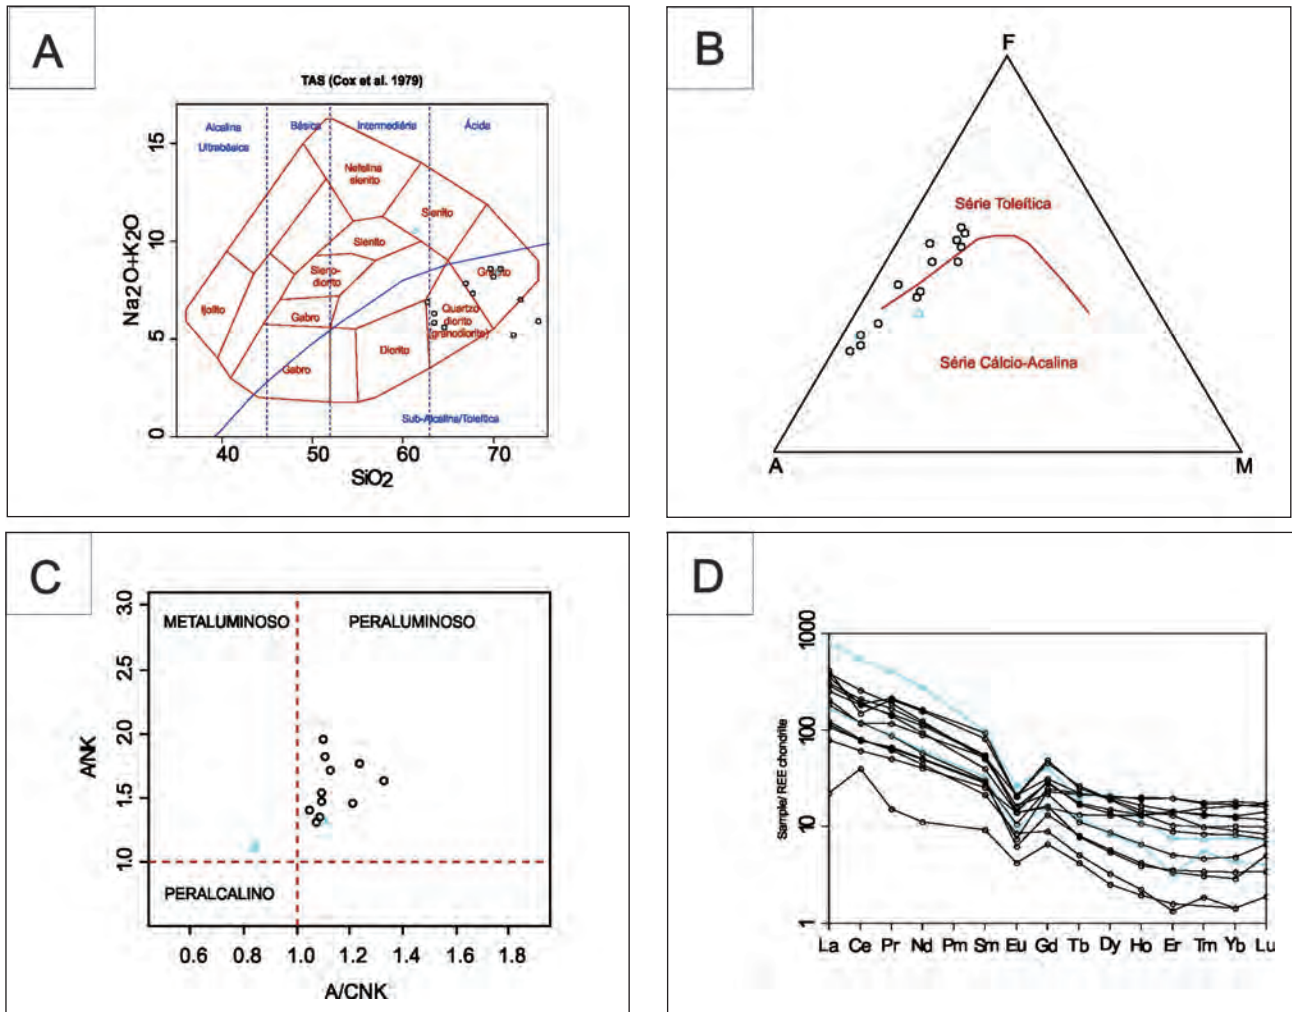 A
TAS (Cox et al. 1979)
Alcalina
Ultrabásica
Básica
Intermediária
Ácida
Nefelina
sienito
Sienito
Sienito
Sieno-
diorito
Ijolito
Gabro
Gabro
Diorito
Quartzo
diorito
(granodiorite)
Granito
Sub-Alcalina/Toleítica
Na2O+K2O
0
5
10
15
40
50
60
70
SiO2
B
F
Série Toleítica
Série Cálcio-Acalina
A
M
C
METALUMINOSO
PERALUMINOSO
PERALCALINO
A/NK
3.0
2.5
2.0
1.5
1.0
0.6
0.8
1.0
1.2
1.4
1.6
1.8
A/CNK
D
Sample/ REE chondrite
1000
100
10
1
La Ce Pr Nd Pm Sm Eu Gd Tb Dy Ho Er Tm Yb Lu